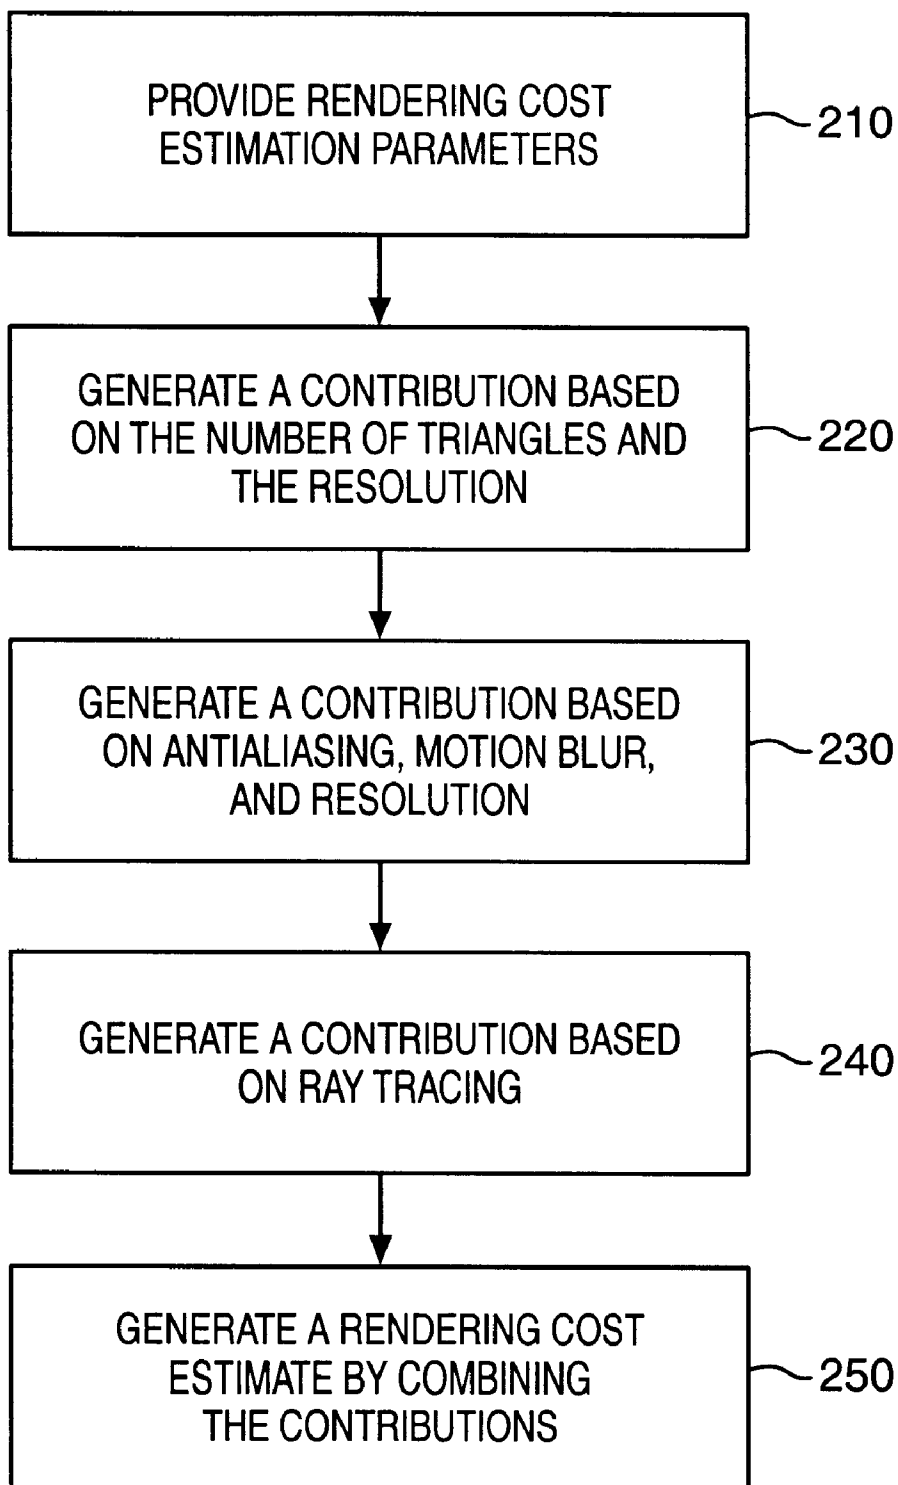 PROVIDE RENDERING COST
ESTIMATION PARAMETERS
210
GENERATE A CONTRIBUTION BASED
ON THE NUMBER OF TRIANGLES AND
THE RESOLUTION
220
GENERATE A CONTRIBUTION BASED
ON ANTIALIASING, MOTION BLUR,
AND RESOLUTION
230
GENERATE A CONTRIBUTION BASED
ON RAY TRACING
240
GENERATE A RENDERING COST
ESTIMATE BY COMBINING
THE CONTRIBUTIONS
250